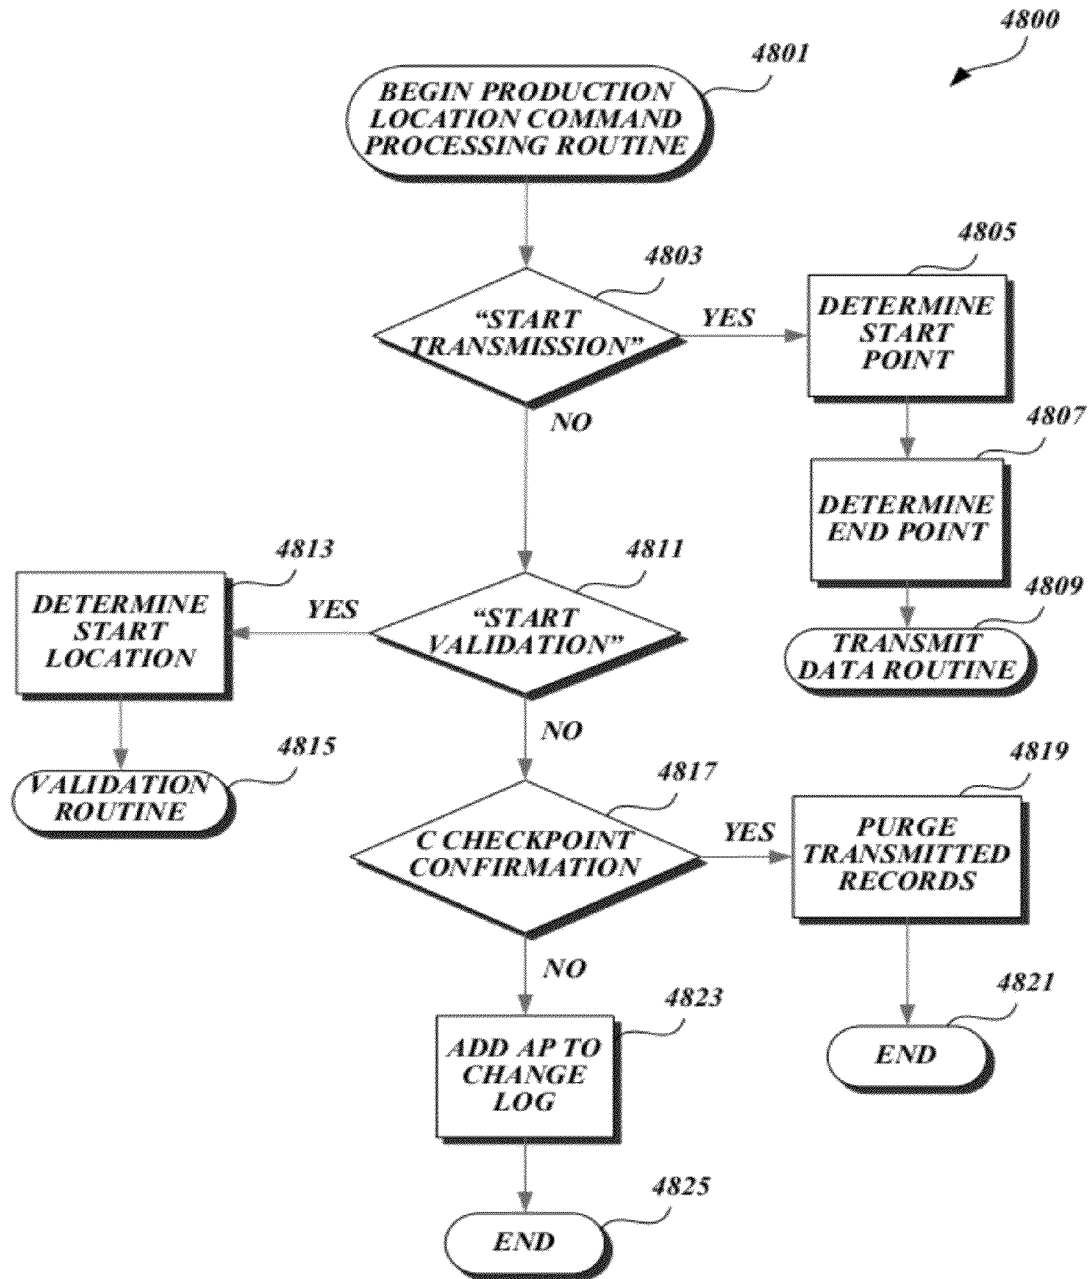 4800
4801
BEGIN PRODUCTION
LOCATION COMMAND
PROCESSING ROUTINE
4803
“START
TRANSMISSION”
YES
NO
4805
DETERMINE
START
POINT
4807
DETERMINE
END POINT
4809
TRANSMIT
DATA ROUTINE
4811
“START
VALIDATION”
YES
NO
4813
DETERMINE
START
LOCATION
4815
VALIDATION
ROUTINE
4817
C CHECKPOINT
CONFIRMATION
YES
NO
4819
PURGE
TRANSMITTED
RECORDS
4821
END
4823
ADD AP TO
CHANGE
LOG
4825
END